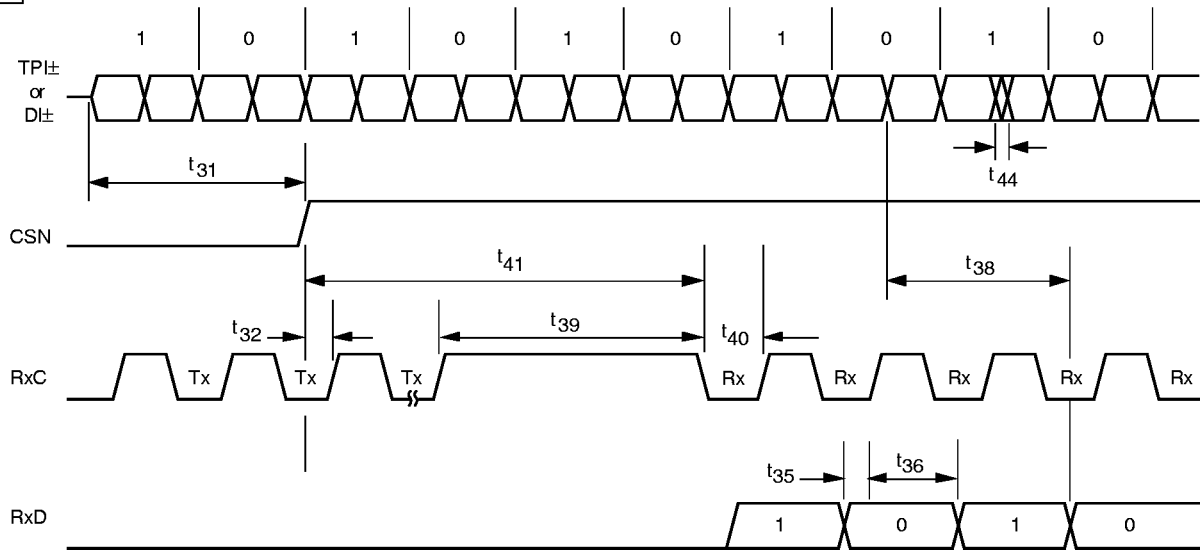 1 0 1 0 1 0 1 0 1 0
TPI±
or
DI±
t31
t44
CSN
t41
t38
t32
t39
t40
RxC
Tx Tx Tx Rx Rx Rx Rx Rx
t35
t36
RxD
1 0 1 0